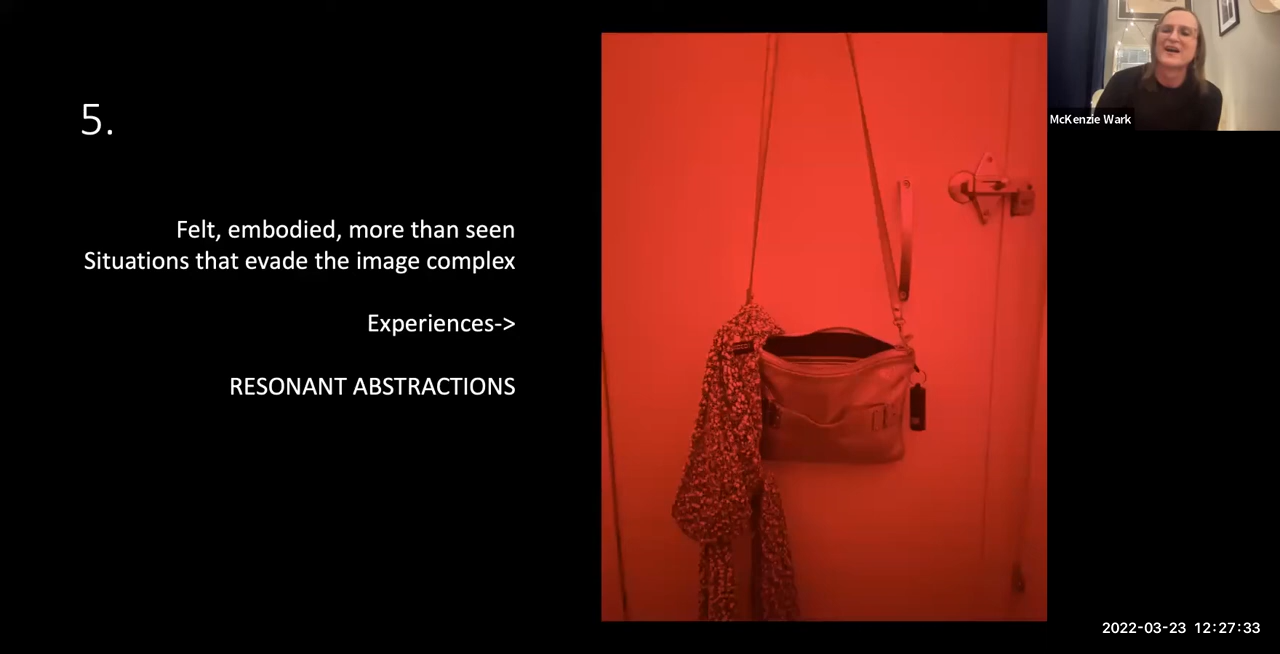 5.
Felt, embodied, more than seen
Situations that evade the image complex
Experiences->
RESONANT ABSTRACTIONS
McKenzie Wark
2022-03-23 12:27:33